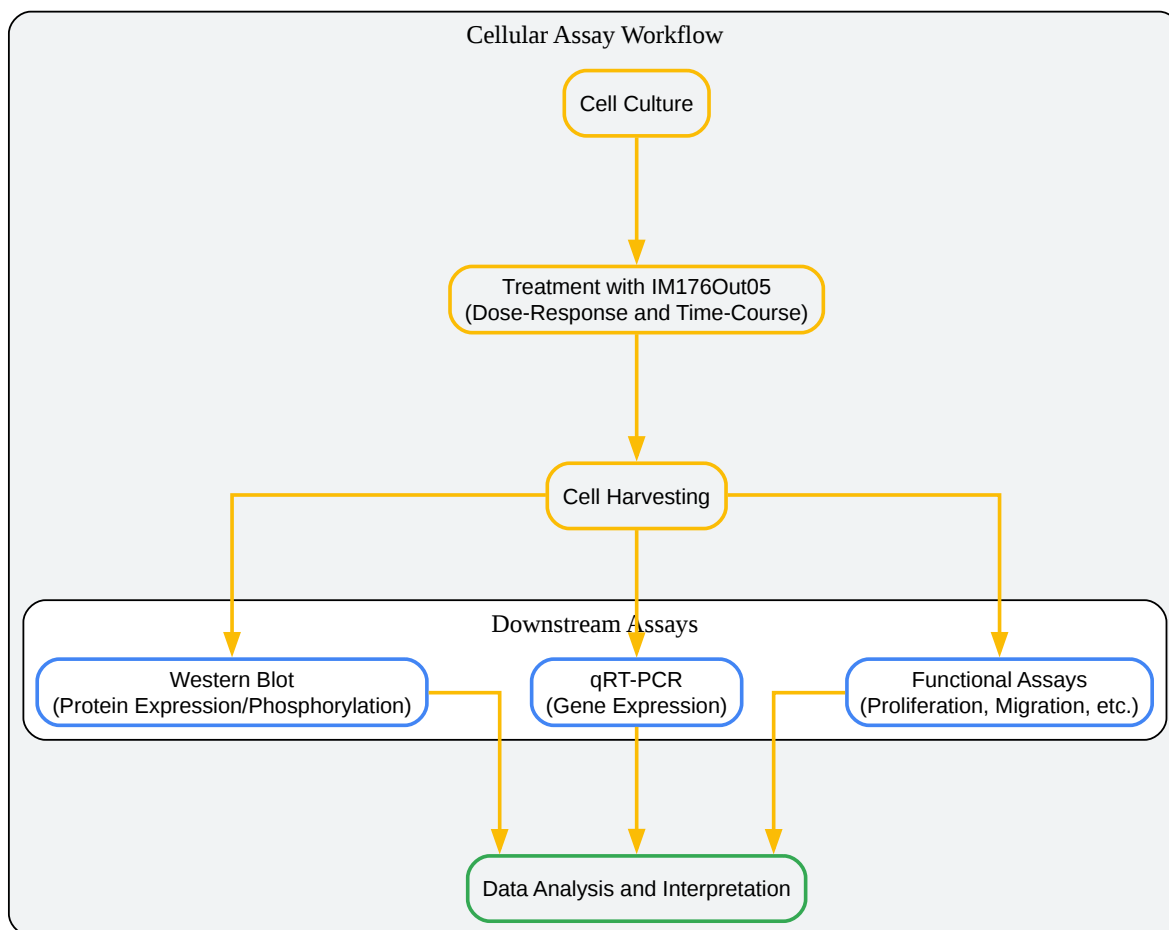 Cellular Assay Workflow
Cell Culture
Treatment with IM176Out05
(Dose-Response and Time-Course)
Cell Harvesting
Downstream Assays
Western Blot
(Protein Expression/Phosphorylation)
qRT-PCR
(Gene Expression)
Functional Assays
(Proliferation, Migration, etc.)
Data Analysis and Interpretation